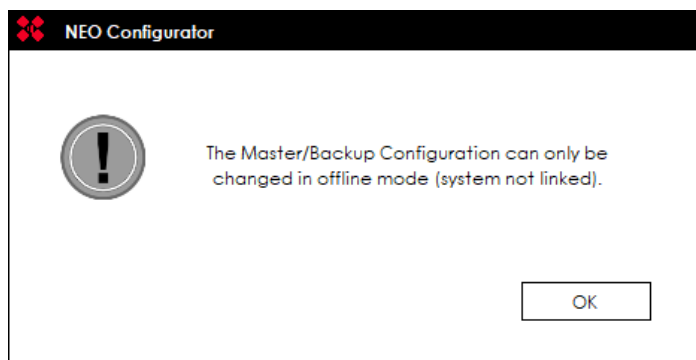 NEO Configurator
The Master/Backup Configuration can only be
changed in offline mode (system not linked).
OK